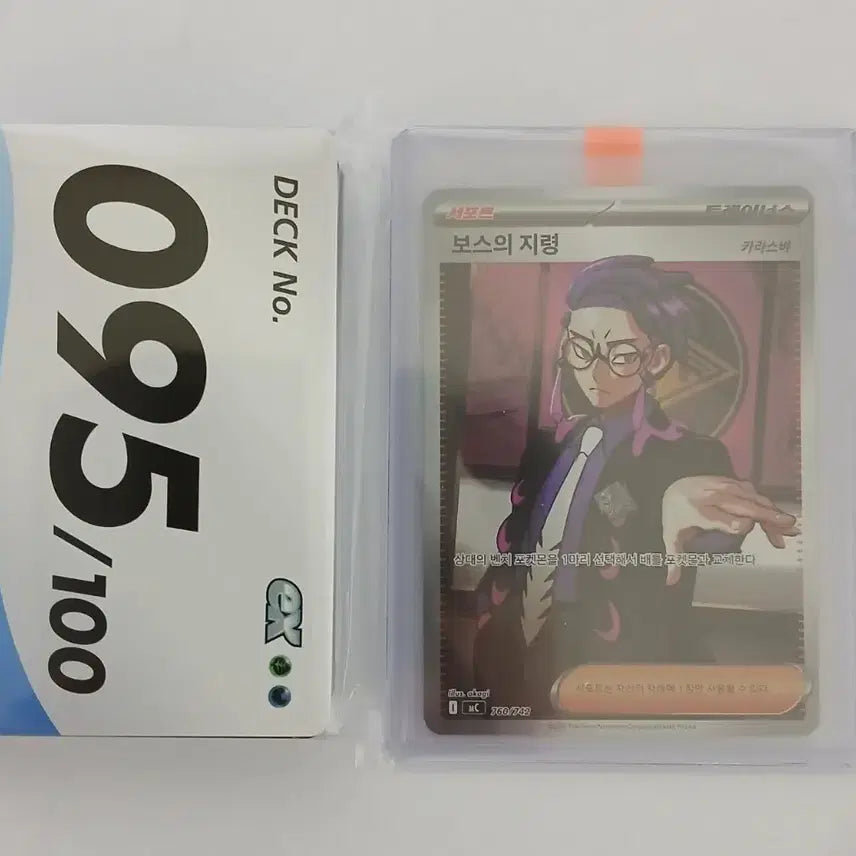 DECK No.
095/100
ex
서포트
트레이너스
보스의 지령
카라스바
상대의 벤치 포켓몬을 1마리 선택해서 배틀 포켓몬과 교체한다.
서포트는 자신의 차례에 1장만 사용할 수 있다.
illus. akagi
I
MC
760/742